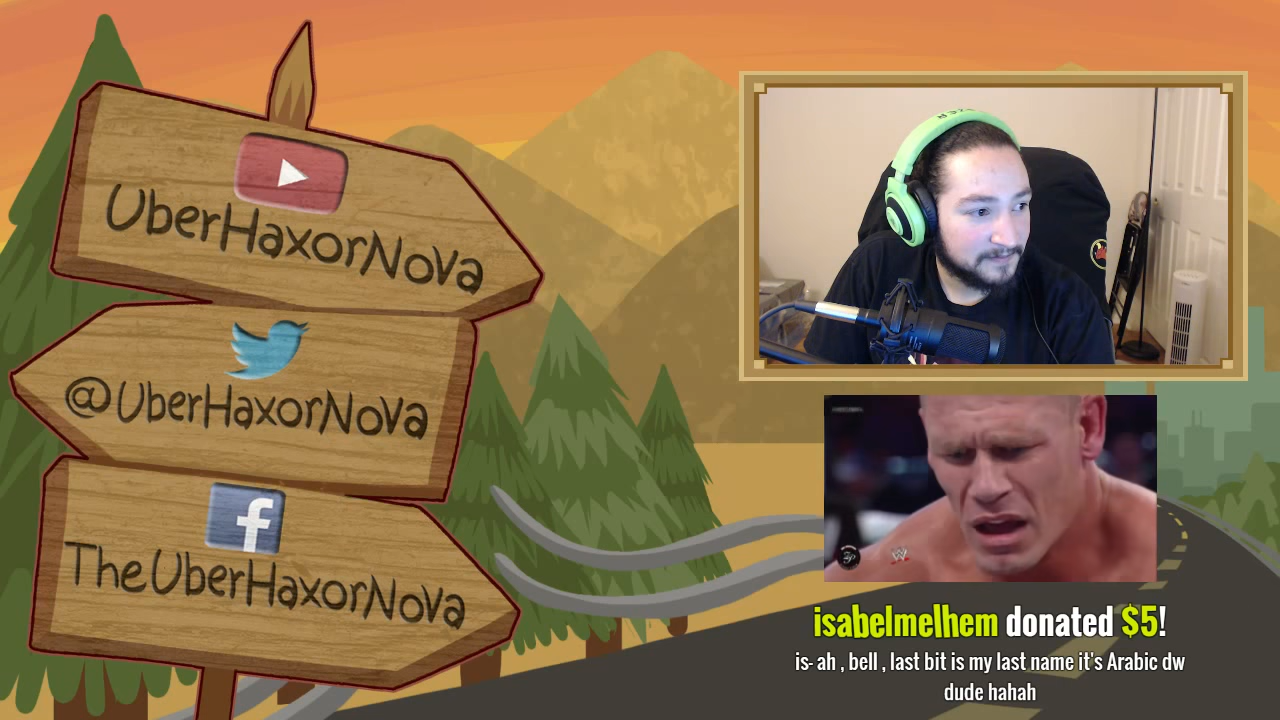 UberHaxorNova
@UberHaxorNova
TheUberHaxorNova
isabelmelhem donated $5!
is- ah , bell , last bit is my last name it's Arabic dw
dude hahah